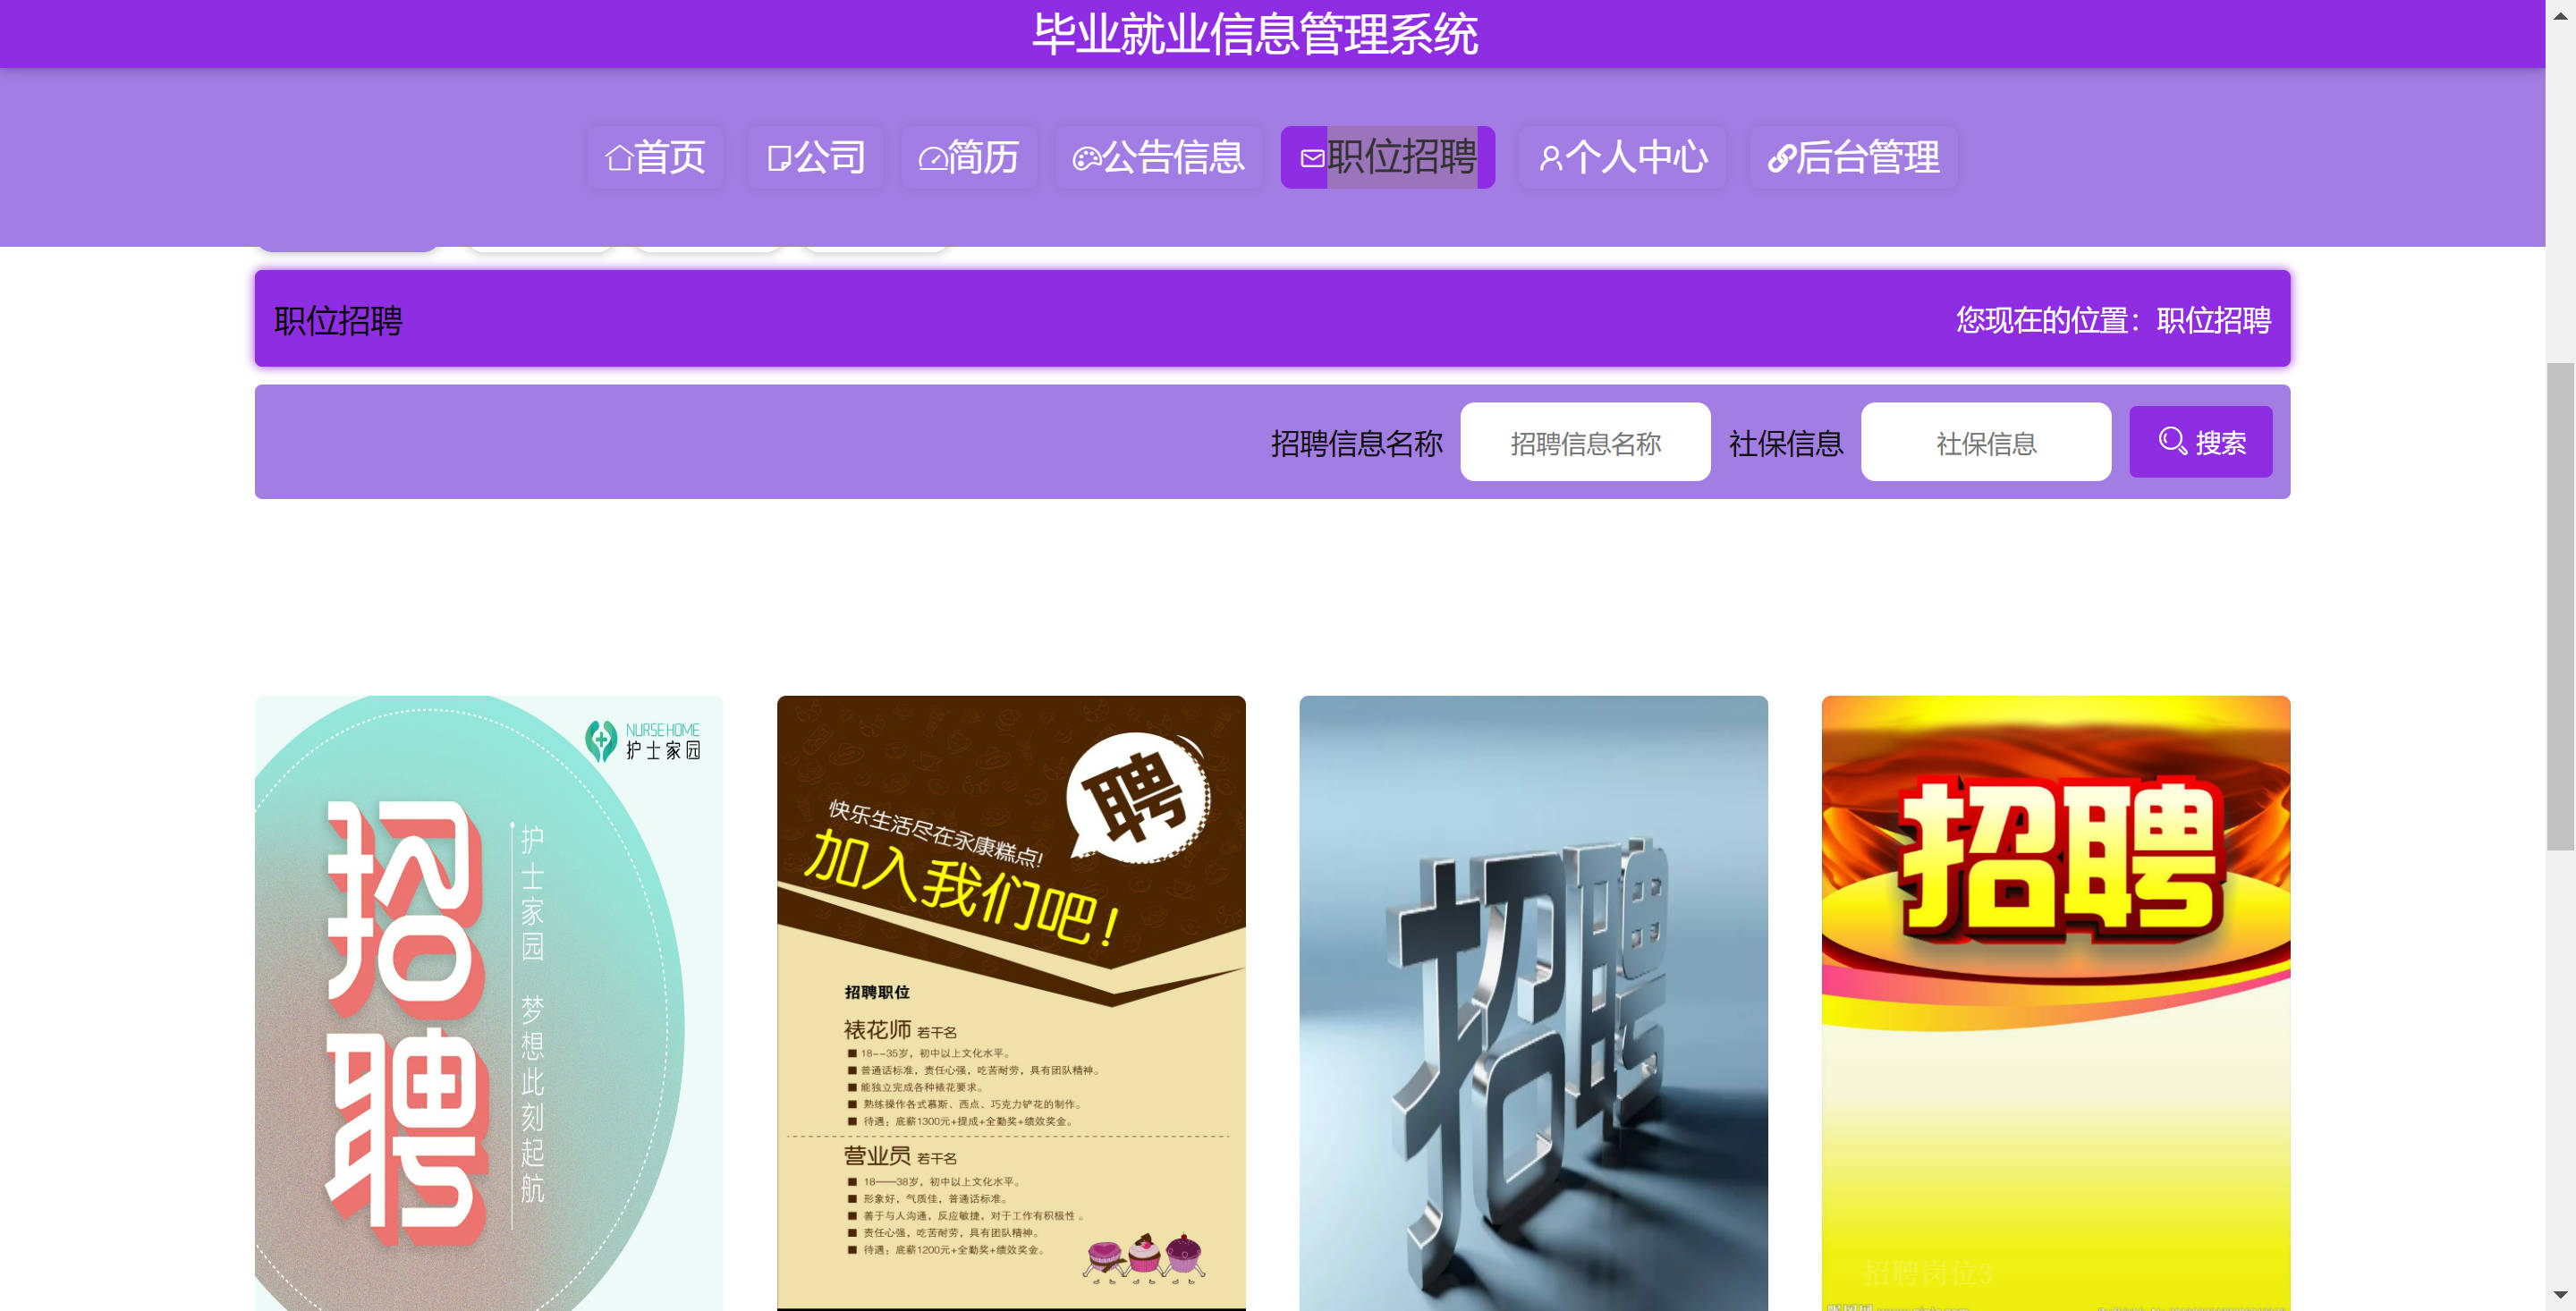 毕业就业信息管理系统
首页 公司 简历 公告信息 职位招聘 个人中心 后台管理
职位招聘
您现在的位置：职位招聘
招聘信息名称 招聘信息名称 社保信息 社保信息 搜索
NURSE HOME
护士家园
招聘
护士家园 梦想此刻起航
聘
快乐生活尽在永康糕点!
加入我们吧!
招聘职位
裱花师 若干名
■ 18--35岁，初中以上文化水平。
■ 普通话标准，责任心强，吃苦耐劳，具有团队精神。
■ 能独立完成各种裱花要求。
■ 熟练操作各式慕斯、西点、巧克力铲花的制作。
■ 待遇：底薪1300元+提成+全勤奖+绩效奖金。
营业员 若干名
■ 18——38岁，初中以上文化水平。
■ 形象好，气质佳，普通话标准。
■ 善于与人沟通，反应敏捷，对于工作有积极性 。
■ 责任心强，吃苦耐劳，具有团队精神。
■ 待遇：底薪1200元+全勤奖+绩效奖金。
招聘
招聘
招聘岗位3